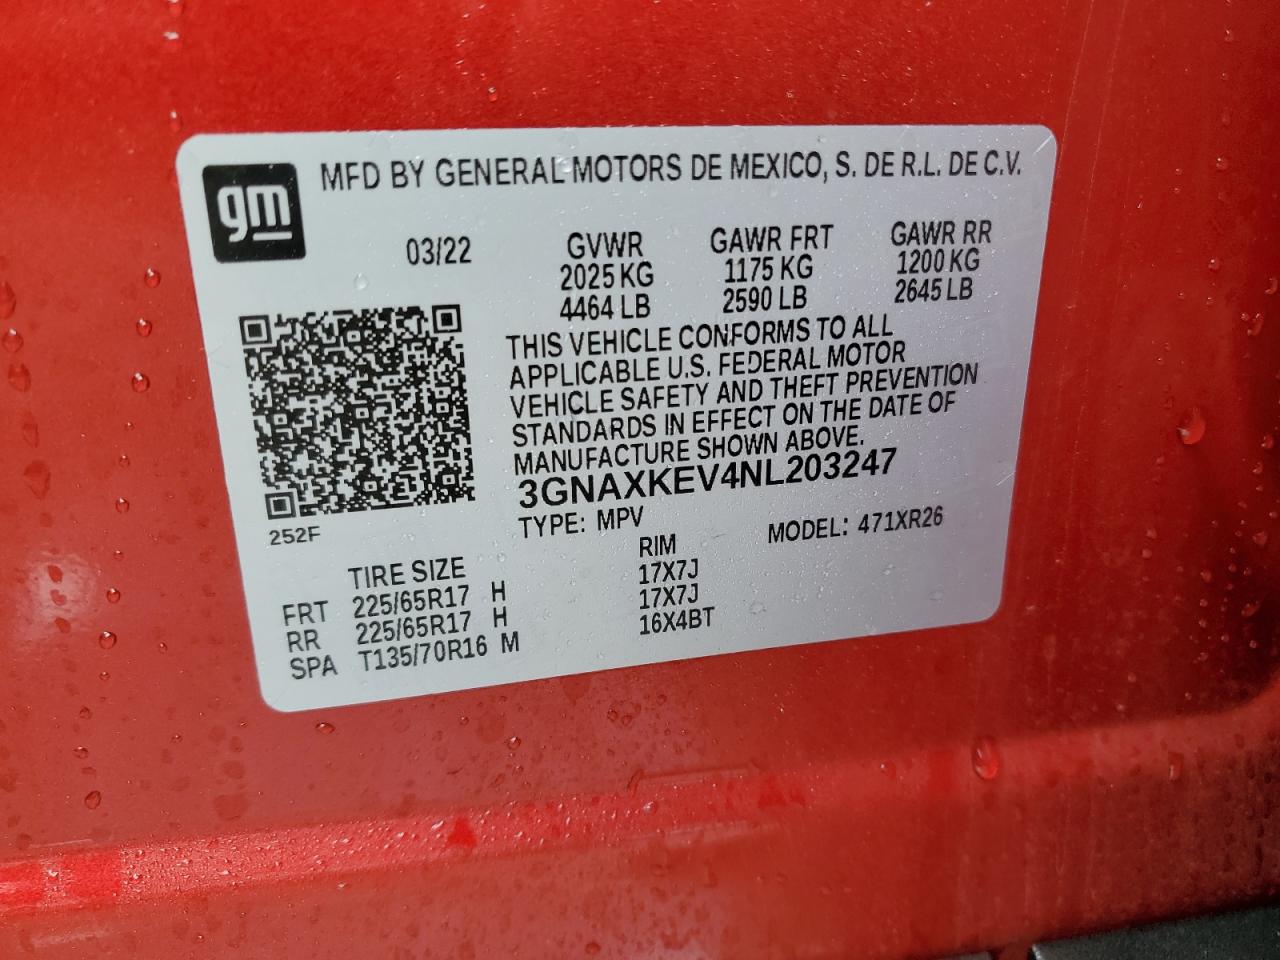 gm
MFD BY GENERAL MOTORS DE MEXICO, S. DE R.L. DE C.V.
03/22 GVWR GAWR FRT GAWR RR
2025 KG 1175 KG 1200 KG
4464 LB 2590 LB 2645 LB
THIS VEHICLE CONFORMS TO ALL
APPLICABLE U.S. FEDERAL MOTOR
VEHICLE SAFETY AND THEFT PREVENTION
STANDARDS IN EFFECT ON THE DATE OF
MANUFACTURE SHOWN ABOVE.
3GNAXKEV4NL203247
252F
TYPE: MPV MODEL: 471XR26
TIRE SIZE RIM
FRT 225/65R17 H 17X7J
RR 225/65R17 H 17X7J
SPA T135/70R16 M 16X4BT